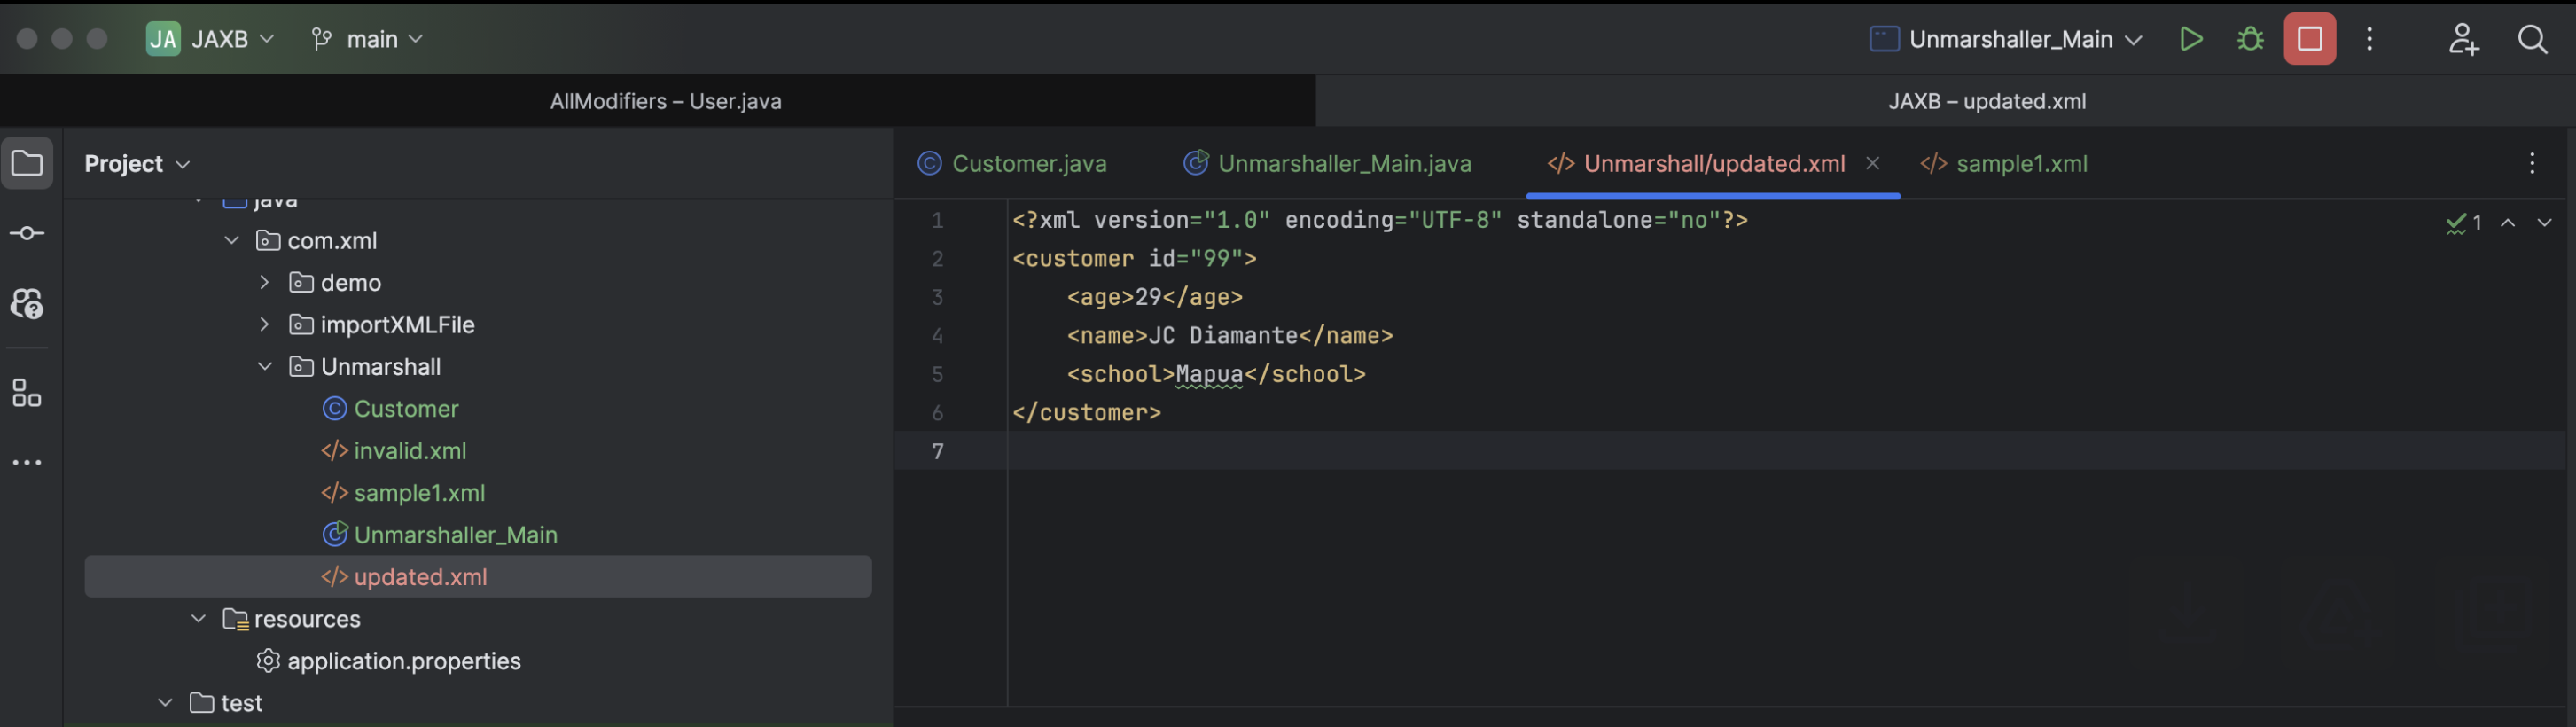 JA JAXB main Unmarshaller_Main
AllModifiers – User.java JAXB – updated.xml
Project Customer.java Unmarshaller_Main.java Unmarshall/updated.xml sample1.xml
java
com.xml
demo
importXMLFile
Unmarshall
Customer
invalid.xml
sample1.xml
Unmarshaller_Main
updated.xml
resources
application.properties
test
1 <?xml version="1.0" encoding="UTF-8" standalone="no"?> 1
2 <customer id="99">
3 <age>29</age>
4 <name>JC Diamante</name>
5 <school>Mapua</school>
6 </customer>
7